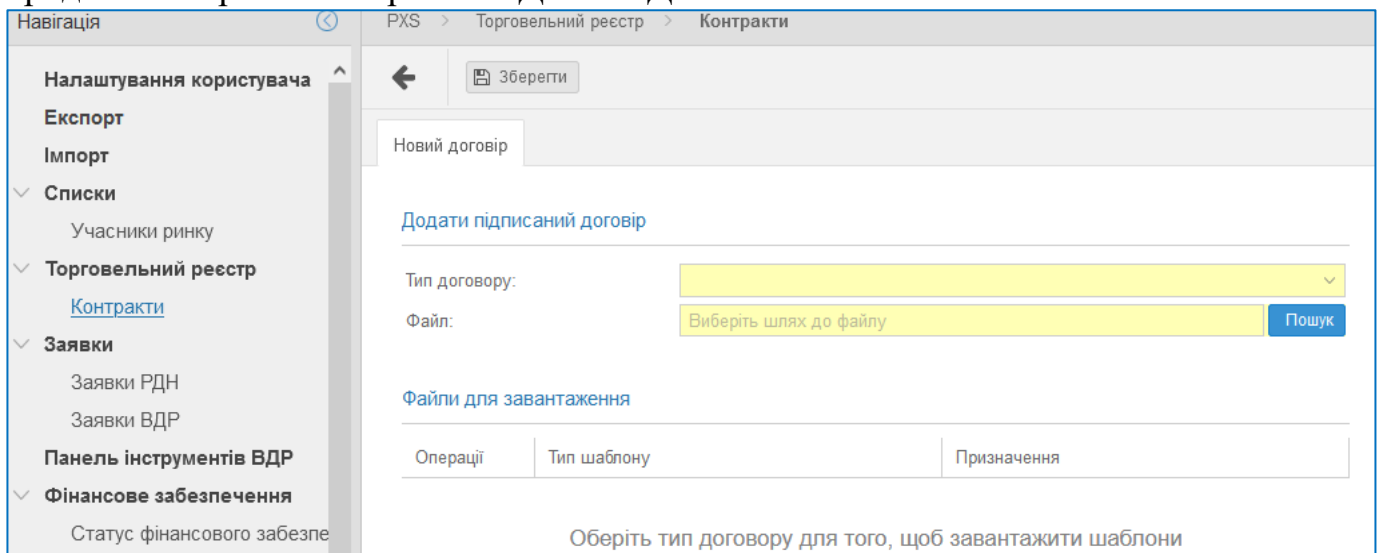 Навігація
PXS > Торговельний реєстр > Контракти
Налаштування користувача
Зберегти
Експорт
Новий договір
Імпорт
Списки
Учасники ринку
Додати підписаний договір
Торговельний реєстр
Тип договору:
Контракти
Файл:
Виберіть шлях до файлу
Пошук
Заявки
Заявки РДН
Файли для завантаження
Заявки ВДР
Панель інструментів ВДР
Операції
Тип шаблону
Призначення
Фінансове забезпечення
Статус фінансового забезпе
Оберіть тип договору для того, щоб завантажити шаблони